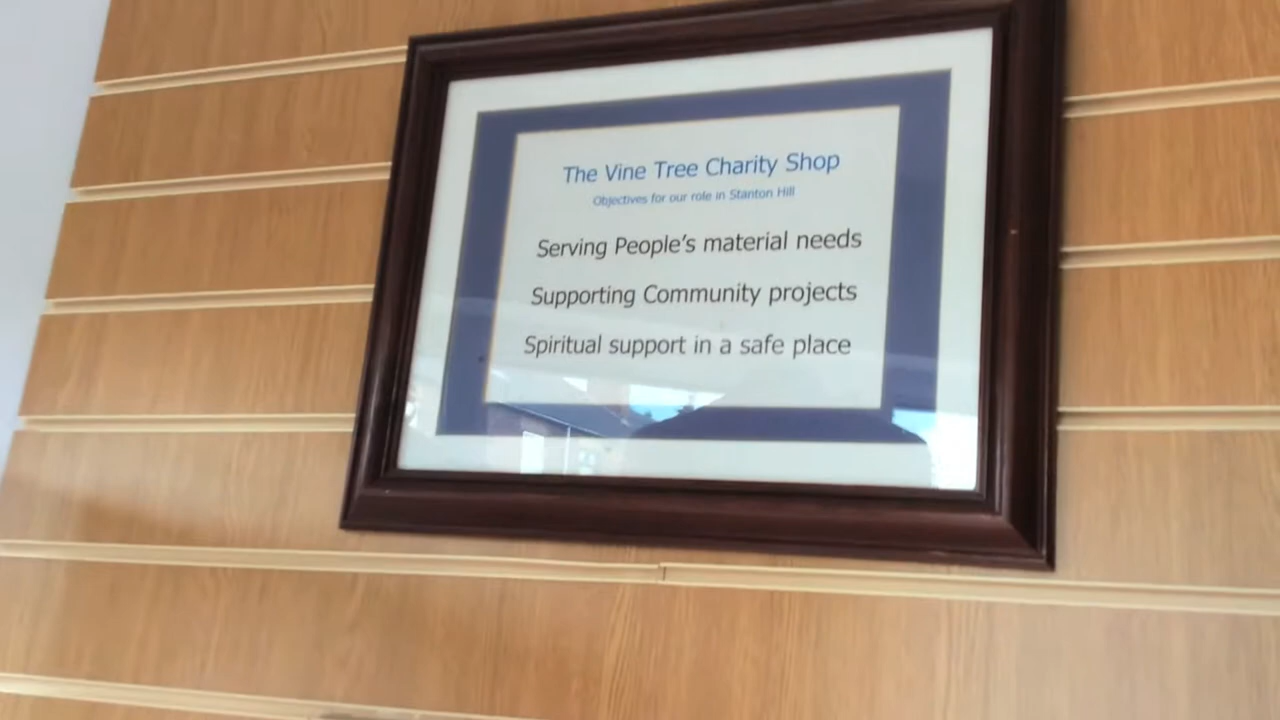 The Vine Tree Charity Shop
Objectives for our role in Stanton Hill
Serving People's material needs
Supporting Community projects
Spiritual support in a safe place